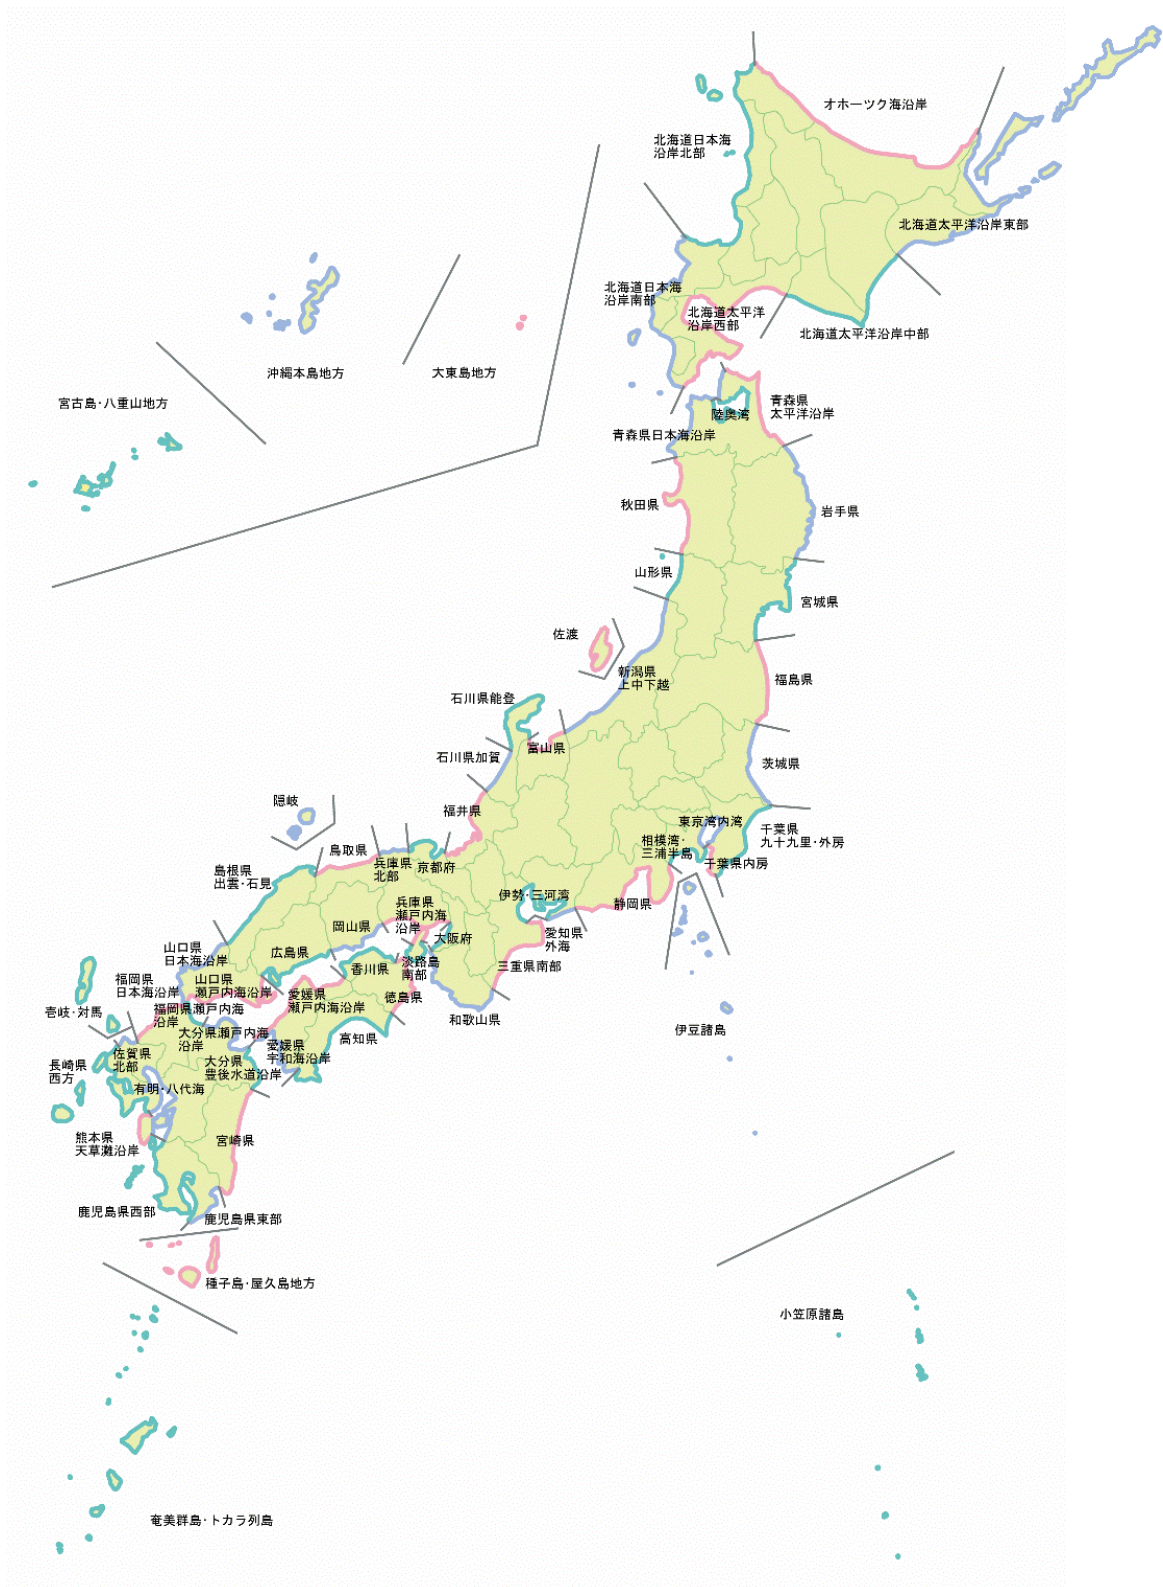 オホーツク海沿岸
北海道日本海
沿岸北部
北海道太平洋沿岸東部
北海道日本海
沿岸南部
北海道太平洋
沿岸西部
北海道太平洋沿岸中部
沖縄本島地方
大東島地方
宮古島・八重山地方
青森県
太平洋沿岸
陸奥湾
青森県日本海沿岸
秋田県
岩手県
山形県
宮城県
佐渡
新潟県
上中下越
福島県
石川県能登
富山県
石川県加賀
茨城県
隠岐
福井県
東京湾内湾
千葉県
九十九里・外房
相模湾・
三浦半島
千葉県内房
鳥取県
兵庫県
北部
京都府
島根県
出雲・石見
伊勢・三河湾
静岡県
兵庫県
瀬戸内海
沿岸
岡山県
大阪府
愛知県
外海
山口県
日本海沿岸
広島県
淡路島
南部
三重県南部
香川県
福岡県
日本海沿岸
山口県
瀬戸内海沿岸
愛媛県
瀬戸内海沿岸
徳島県
壱岐・対馬
福岡県瀬戸内海
沿岸
和歌山県
伊豆諸島
大分県瀬戸内海
沿岸
高知県
愛媛県
宇和海沿岸
佐賀県
北部
長崎県
西方
大分県
豊後水道沿岸
有明・八代海
熊本県
天草灘沿岸
宮崎県
鹿児島県西部
鹿児島県東部
種子島・屋久島地方
小笠原諸島
奄美群島・トカラ列島